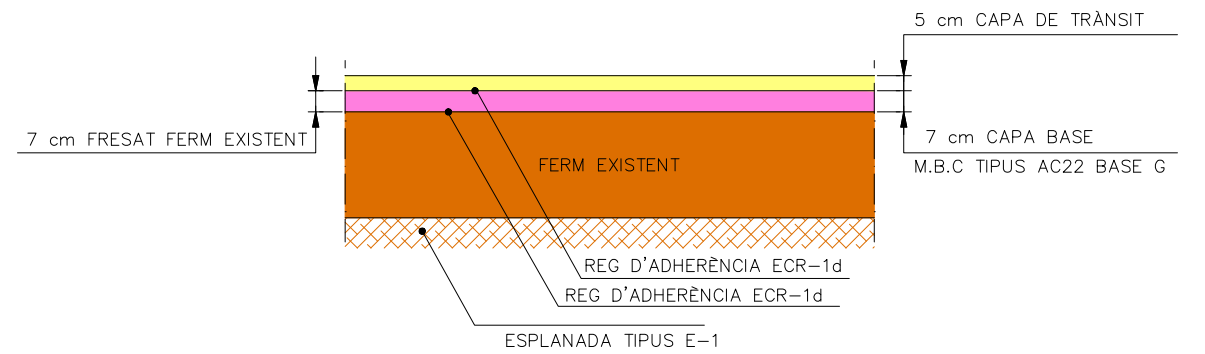 5 cm CAPA DE TRÀNSIT
7 cm FRESAT FERM EXISTENT
7 cm CAPA BASE
M.B.C TIPUS AC22 BASE G
FERM EXISTENT
REG D'ADHERÈNCIA ECR-1d
REG D'ADHERÈNCIA ECR-1d
ESPLANADA TIPUS E-1